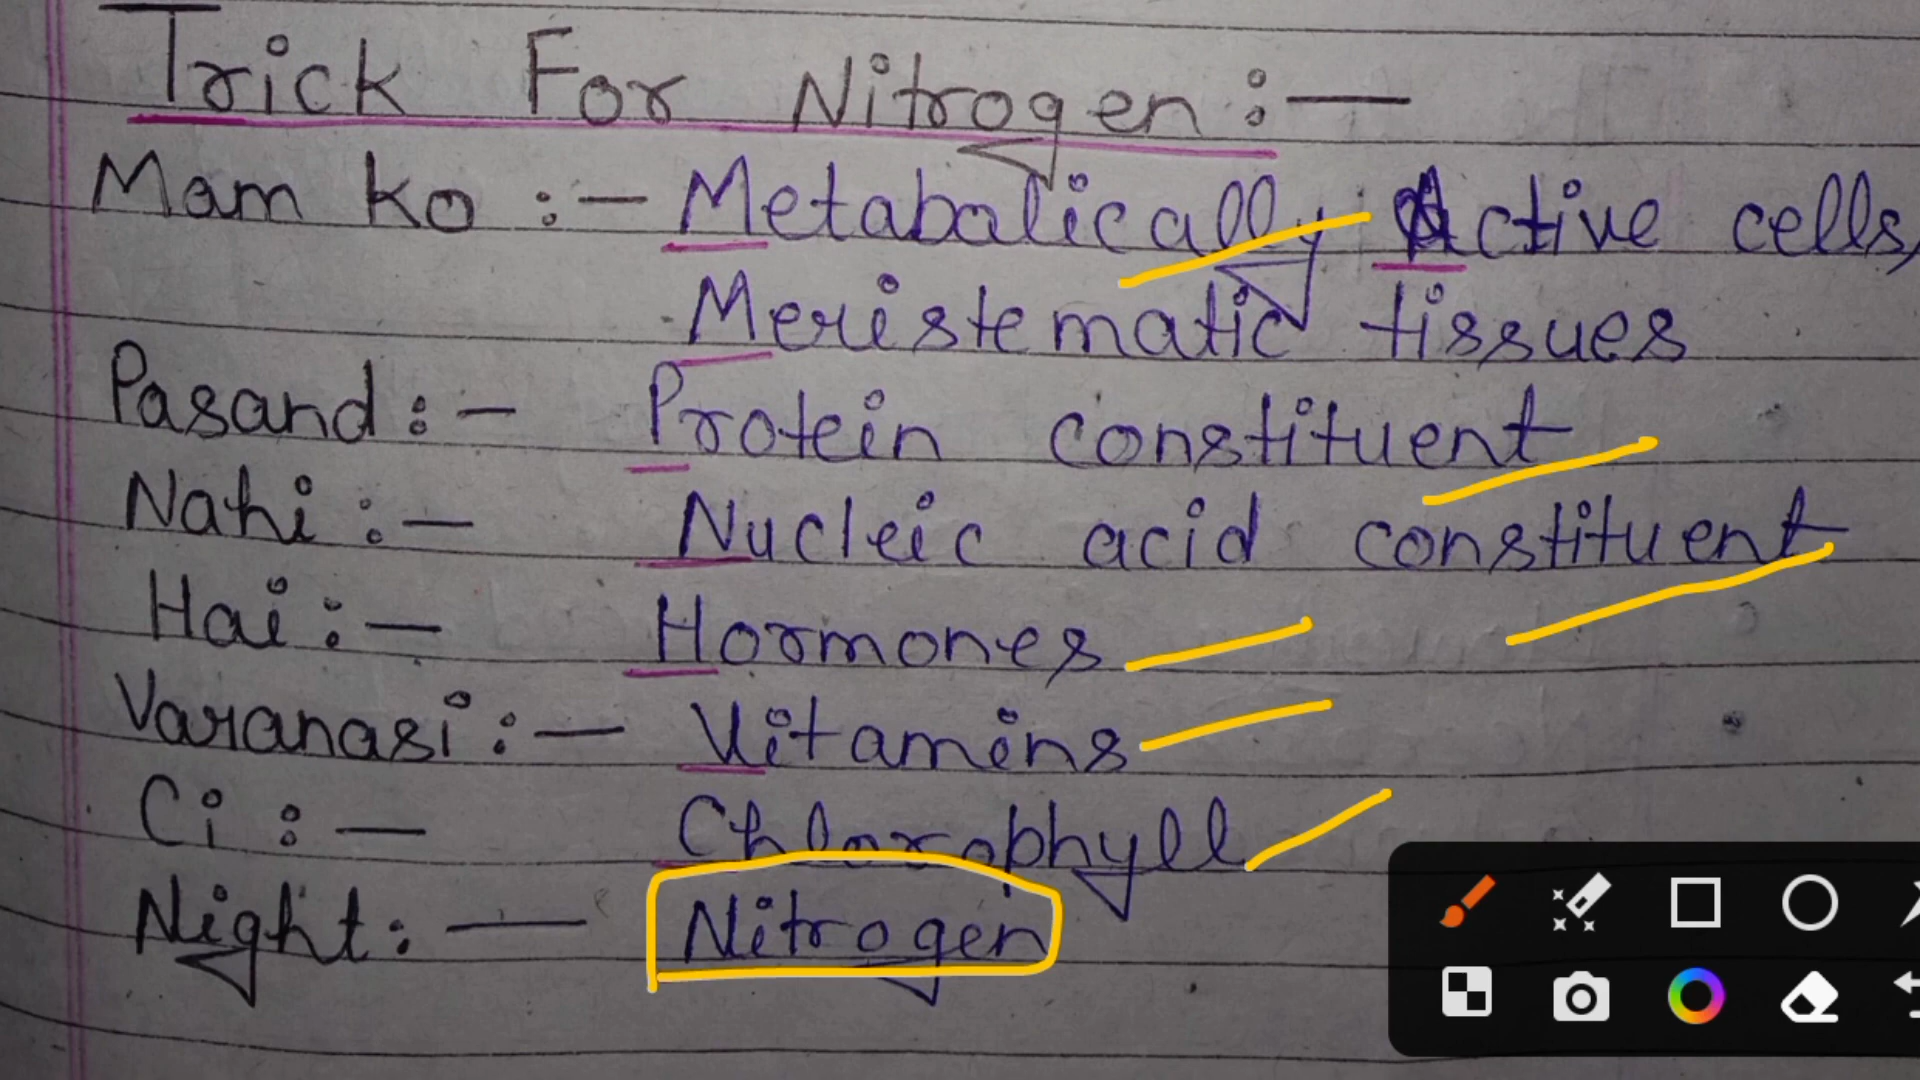 Trick For Nitrogen :—
Mam ko :— Metabolically Active cells,
Meristematic tissues
Pasand :— Protein constituent
Nahi :— Nucleic acid constituent
Hai :— Hormones
Varanasi :— Vitamins
Ci :— Chlorophyll
Night :— Nitrogen